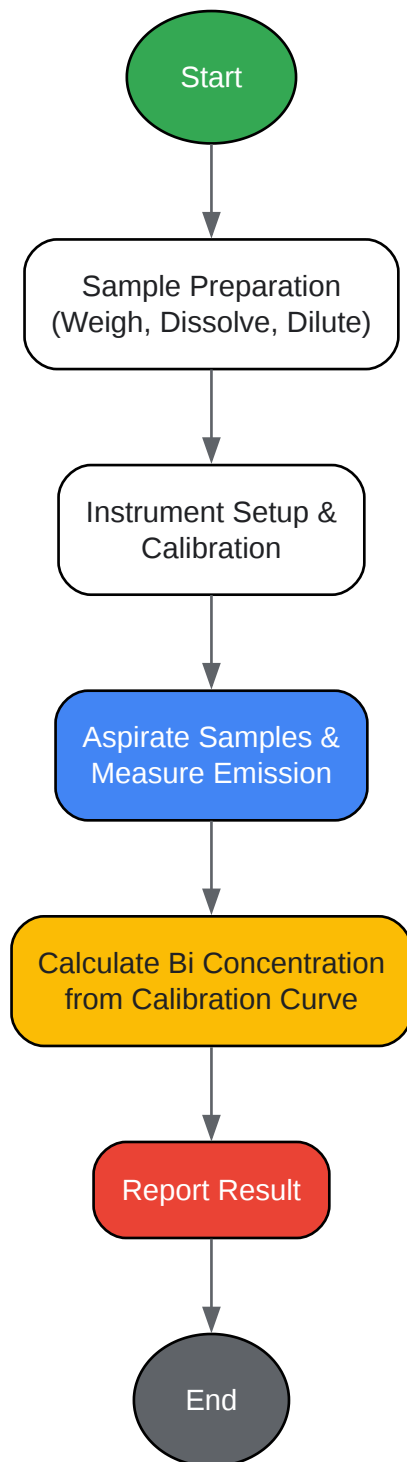 Start
Sample Preparation
(Weigh, Dissolve, Dilute)
Instrument Setup &
Calibration
Aspirate Samples &
Measure Emission
Calculate Bi Concentration
from Calibration Curve
Report Result
End